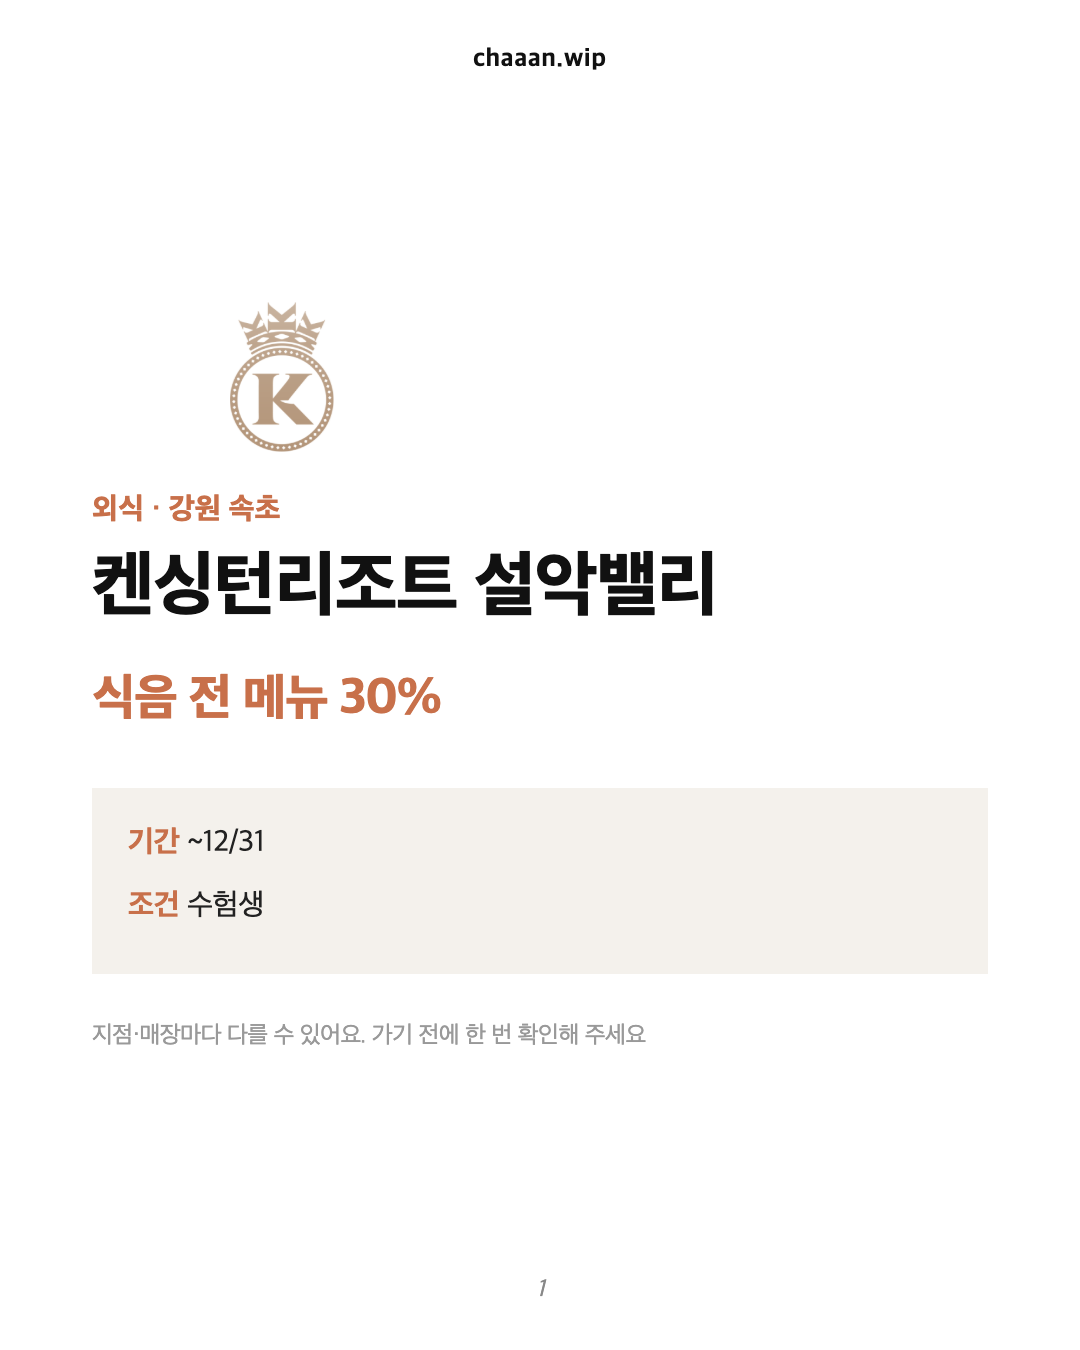 chaaan.wip
K
외식 · 강원 속초
켄싱턴리조트 설악밸리
식음 전 메뉴 30%
기간 ~12/31
조건 수험생
지점·매장마다 다를 수 있어요. 가기 전에 한 번 확인해 주세요
1